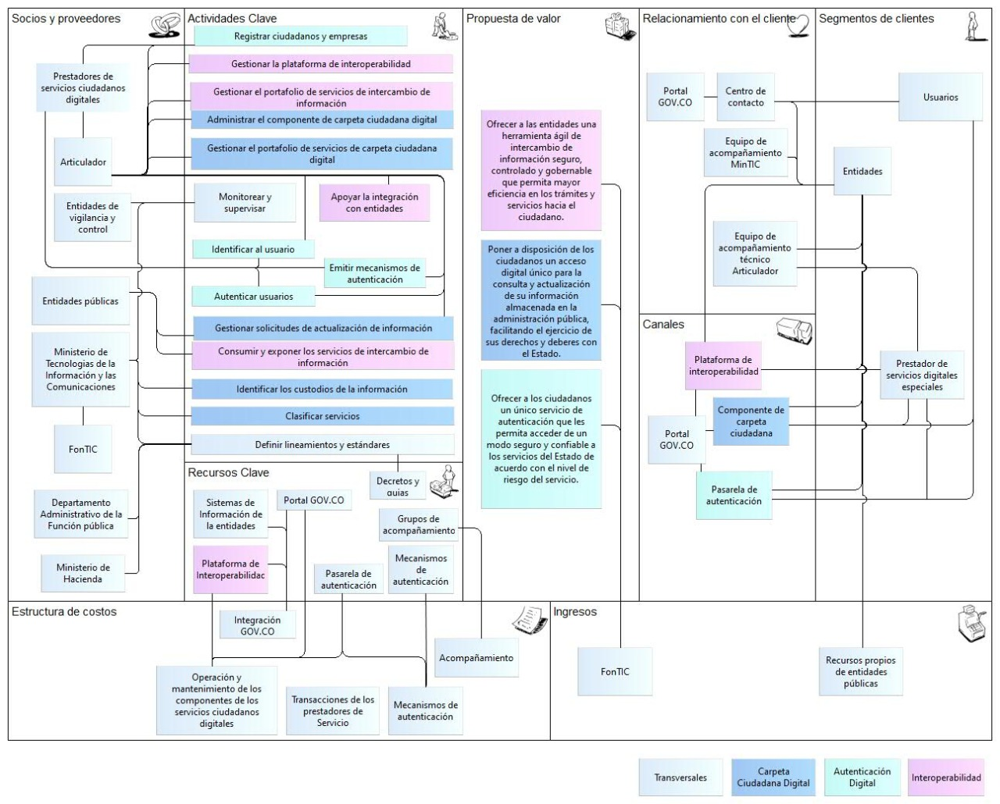 Socios y proveedores
Prestadores de
servicios ciudadanos
digitales
Articulador
Entidades de
vigilancia y
control
Entidades públicas
Ministerio de
Tecnologias de la
Información y las
Comunicaciones
FonTIC
Departamento
Administrativo de la
Función pública
Ministerio de
Hacienda
Actividades Clave
Registrar ciudadanos y empresas
Gestionar la plataforma de interoperabilidad
Gestionar el portafolio de servicios de intercambio de
información
Administrar el componente de carpeta ciudadana digital
Gestionar el portafolio de servicios de carpeta ciudadana
digital
Monitorear y
supervisar
Apoyar la integración
con entidades
Identificar al usuario
Emitir mecanismos de
autenticación
Autenticar usuarios
Gestionar solicitudes de actualización de información
Consumir y exponer los servicios de intercambio de
información
Identificar los custodios de la información
Clasificar servicios
Definir lineamientos y estándares
Recursos Clave
Decretos y
guias
Sistemas de
Información de
la entidades
Portal GOV.CO
Grupos de
acompañamiento
Plataforma de
Interoperabilidac
Pasarela de
autenticación
Mecanismos
de
autenticación
Propuesta de valor
Ofrecer a las entidades una
herramienta ágil de
intercambio de
información seguro,
controlado y gobernable
que permita mayor
eficiencia en los trámites y
servicios hacia el
ciudadano.
Poner a disposición de los
ciudadanos un acceso
digital único para la
consulta y actualización
de su información
almacenada en la
administración pública,
facilitando el ejercicio de
sus derechos y deberes con
el Estado.
Ofrecer a los ciudadanos
un único servicio de
autenticación que les
permita acceder de un
modo seguro y confiable a
los servicios del Estado de
acuerdo con el nivel de
riesgo del servicio.
Relacionamiento con el cliente
Portal
GOV.CO
Centro de
contacto
Equipo de
acompañamiento
MinTIC
Equipo de
acompañamiento
técnico
Articulador
Canales
Plataforma de
interoperabilidad
Componente de
carpeta
ciudadana
Portal
GOV.CO
Pasarela de
autenticación
Segmentos de clientes
Usuarios
Entidades
Prestador de
servicios digitales
especiales
Estructura de costos
Integración
GOV.CO
Operación y
mantenimiento de los
componentes de los
servicios ciudadanos
digitales
Transacciones de los
prestadores de
Servicio
Mecanismos de
autenticación
Acompañamiento
Ingresos
FonTIC
Recursos propios
de entidades
públicas
Transversales
Carpeta
Ciudadana Digital
Autenticación
Digital
Interoperabilidad